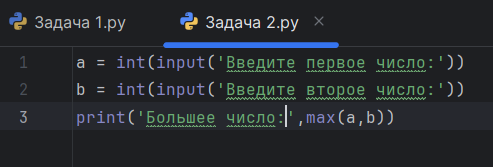 Задача 1.py
Задача 2.py
1 a = int(input('Введите первое число:'))
2 b = int(input('Введите второе число:'))
3 print('Большее число:',max(a,b))